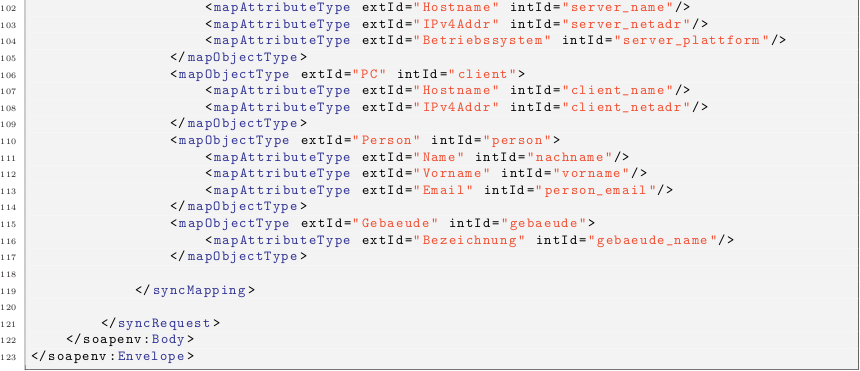 102 <mapAttributeType extId="Hostname" intId="server_name"/>
103 <mapAttributeType extId="IPv4Addr" intId="server_netadr"/>
104 <mapAttributeType extId="Betriebssystem" intId="server_plattform"/>
105 </mapObjectType>
106 <mapObjectType extId="PC" intId="client">
107 <mapAttributeType extId="Hostname" intId="client_name"/>
108 <mapAttributeType extId="IPv4Addr" intId="client_netadr"/>
109 </mapObjectType>
110 <mapObjectType extId="Person" intId="person">
111 <mapAttributeType extId="Name" intId="nachname"/>
112 <mapAttributeType extId="Vorname" intId="vorname"/>
113 <mapAttributeType extId="Email" intId="person_email"/>
114 </mapObjectType>
115 <mapObjectType extId="Gebaeude" intId="gebaeude">
116 <mapAttributeType extId="Bezeichnung" intId="gebaeude_name"/>
117 </mapObjectType>
118
119 </syncMapping>
120
121 </syncRequest>
122 </soapenv:Body>
123 </soapenv:Envelope>